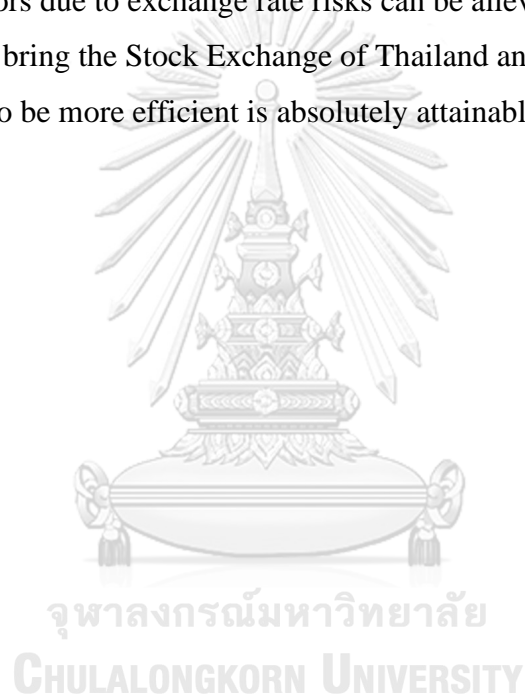 ors due to exchange rate risks can be allev
bring the Stock Exchange of Thailand an
o be more efficient is absolutely attainabl
จุฬาลงกรณ์มหาวิทยาลัย
CHULALONGKORN UNIVERSITY